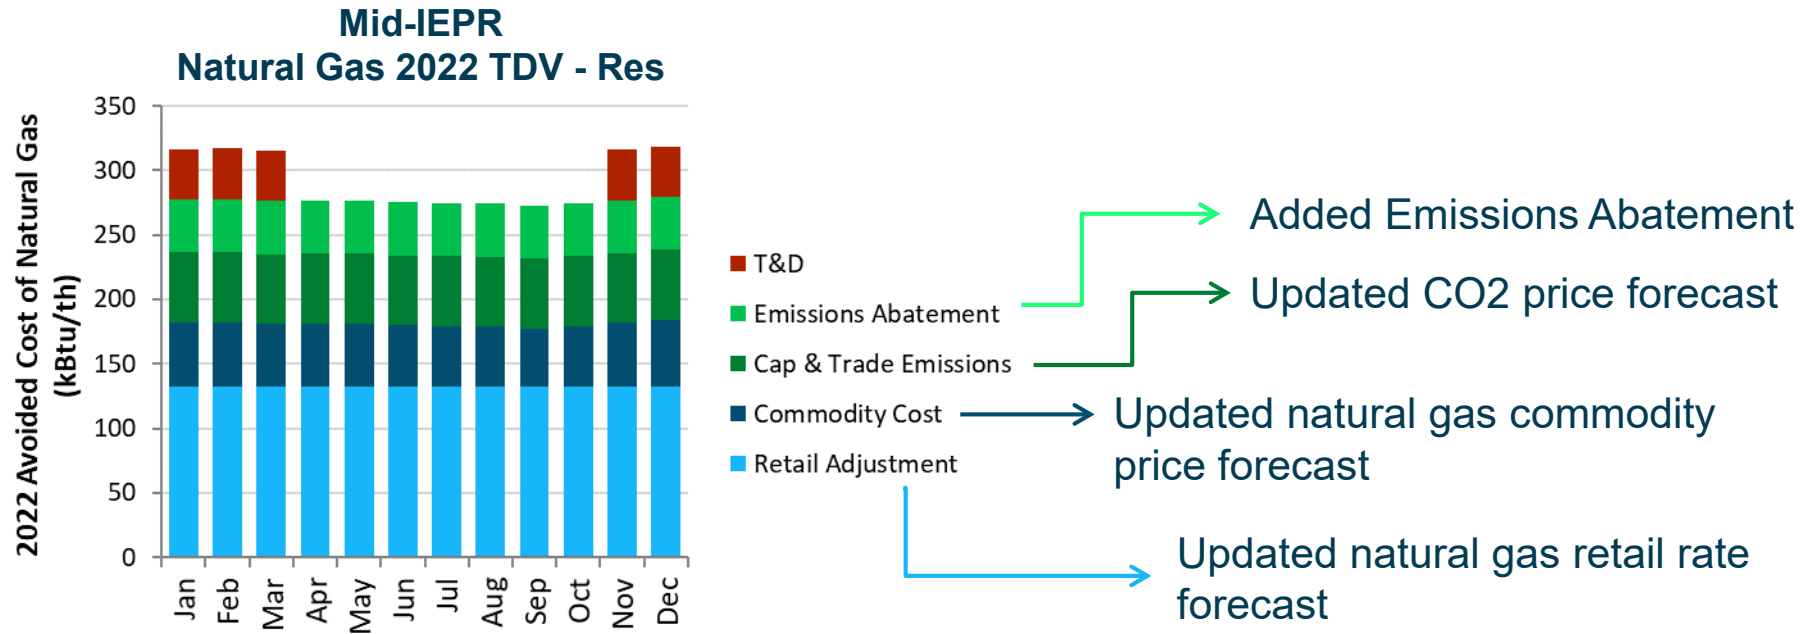 Mid-IEPR
Natural Gas 2022 TDV - Res
2022 Avoided Cost of Natural Gas
(kBtu/th)
350
300
250
200
150
100
50
0
Jan
Feb
Mar
Apr
May
Jun
Jul
Aug
Sep
Oct
Nov
Dec
T&D
Emissions Abatement
Cap & Trade Emissions
Commodity Cost
Retail Adjustment
Added Emissions Abatement
Updated CO2 price forecast
Updated natural gas commodity
price forecast
Updated natural gas retail rate
forecast